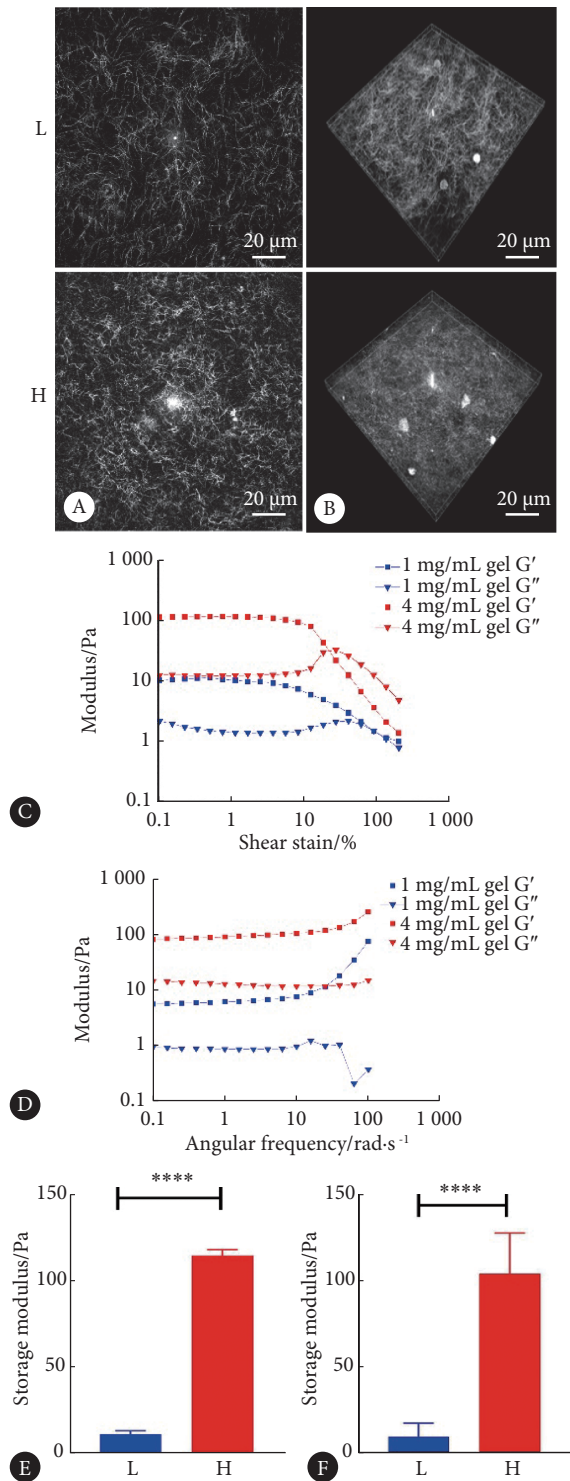 L
20 μm
20 μm
H
A
20 μm
B
20 μm
1 000
100
10
1
0.1
Modulus/Pa
1 mg/mL gel G′
1 mg/mL gel G″
4 mg/mL gel G′
4 mg/mL gel G″
0.1
1
10
100
1 000
C
Shear stain/%
1 000
100
10
1
0.1
Modulus/Pa
1 mg/mL gel G′
1 mg/mL gel G″
4 mg/mL gel G′
4 mg/mL gel G″
0.1
1
10
100
1 000
D
Angular frequency/rad·s⁻¹
150
100
50
0
Storage modulus/Pa
****
E
L
H
150
100
50
0
Storage modulus/Pa
****
F
L
H